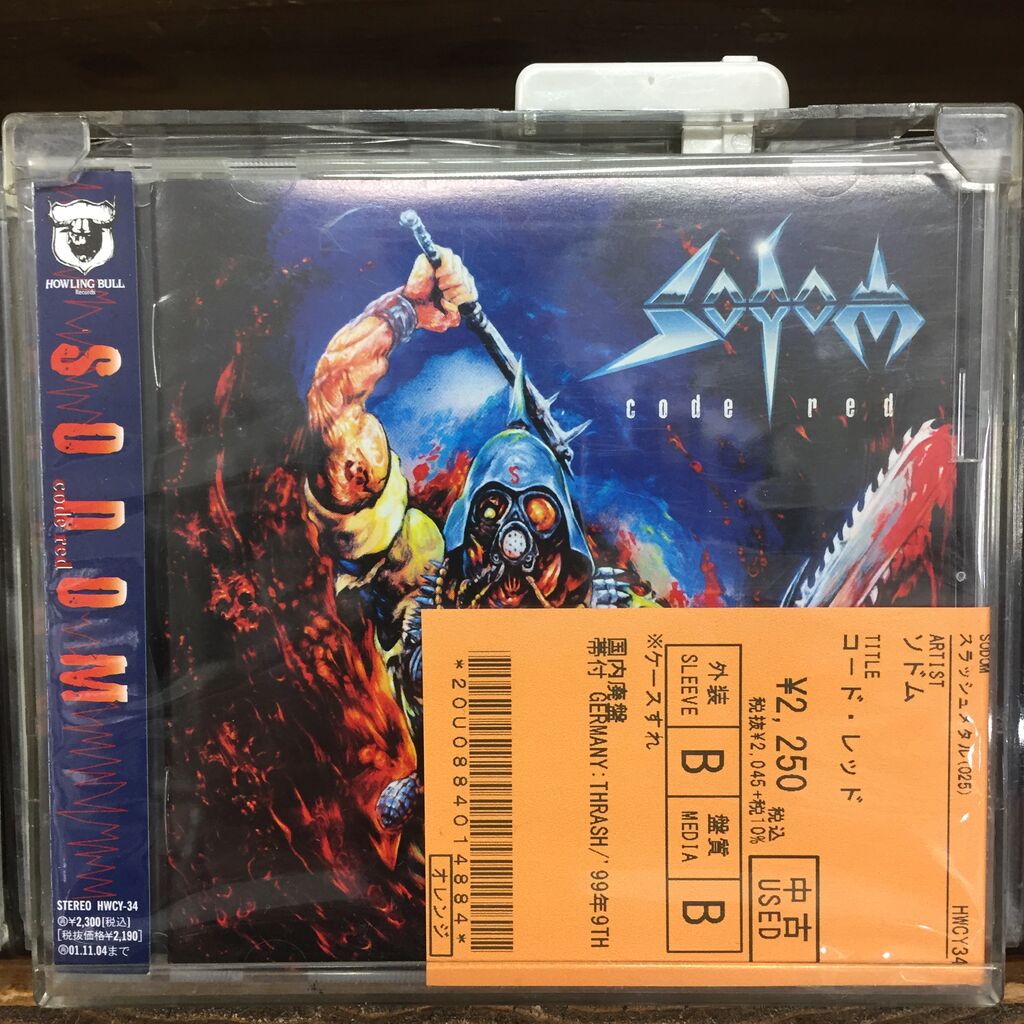 HOWLING BULL
Records
SODOM
code red
STEREO HWCY-34
¥2,300[税込]
[税抜価格¥2,190]
01.11.04まで
SODOM
code red
S
SODOM
スラッシュメタル(025)
HWCY34
ARTIST
ソドム
TITLE
コード・レッド
¥2,250 税込
税抜¥2,045+税10%
中古
USED
外装 B 盤質 B
SLEEVE MEDIA
※ケースすれ
国内廃盤
帯付 GERMANY:THRASH/'99年9TH
*20U088401 4884*
オレンジ